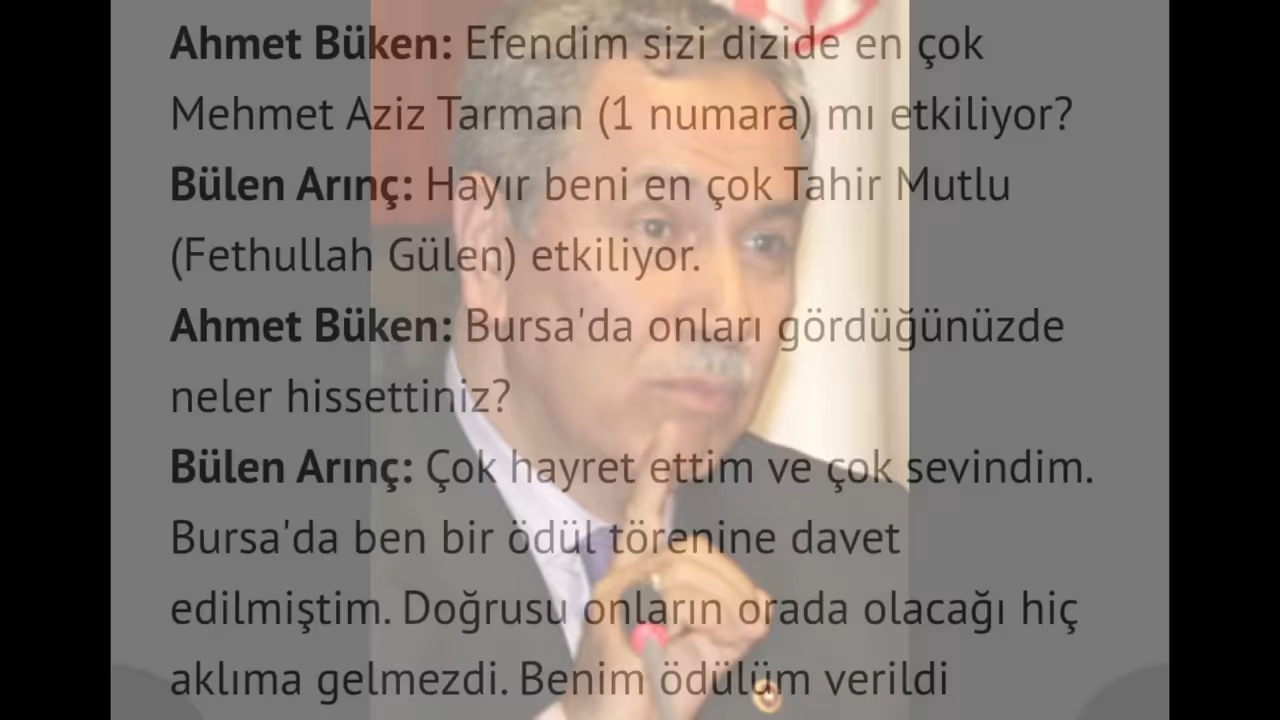 Ahmet Büken: Efendim sizi dizide en çok
Mehmet Aziz Tarman (1 numara) mı etkiliyor?
Bülen Arınç: Hayır beni en çok Tahir Mutlu
(Fethullah Gülen) etkiliyor.
Ahmet Büken: Bursa'da onları gördüğünüzde
neler hissettiniz?
Bülen Arınç: Çok hayret ettim ve çok sevindim.
Bursa'da ben bir ödül törenine davet
edilmiştim. Doğrusu onların orada olacağı hiç
aklıma gelmezdi. Benim ödülüm verildi